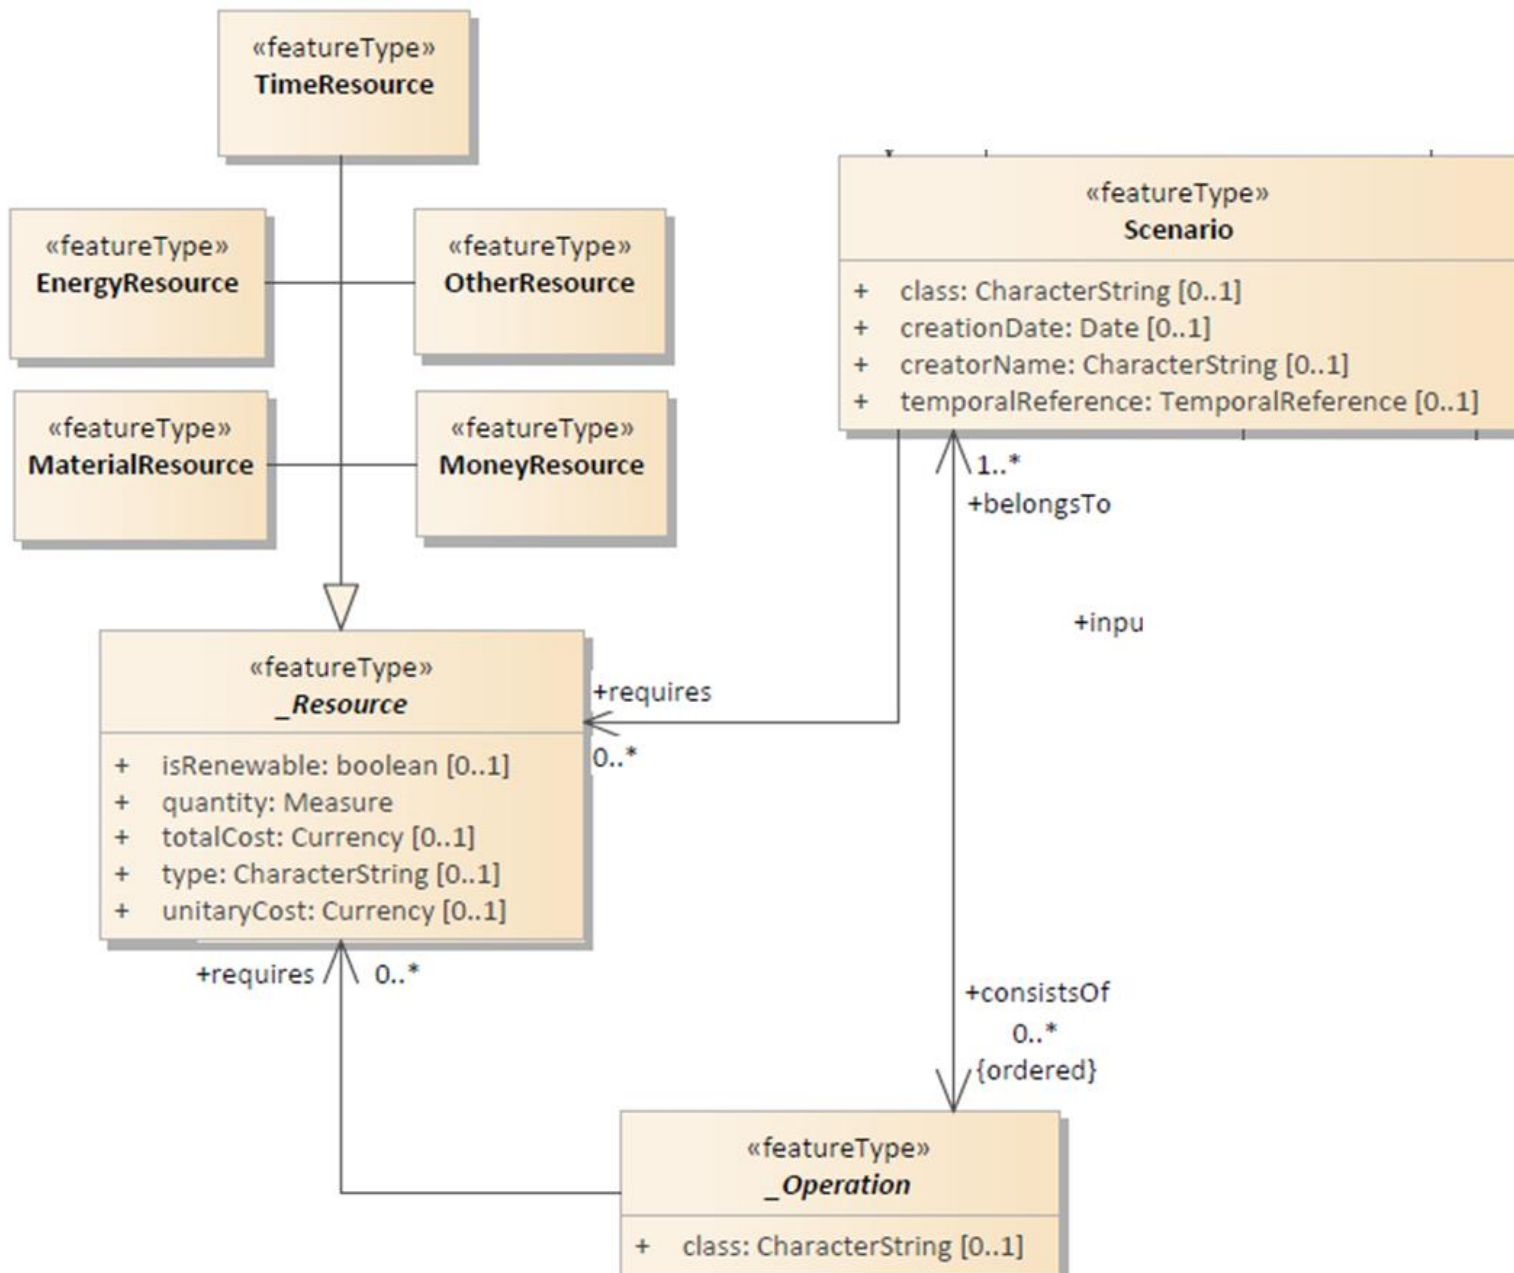 «featureType»
TimeResource
«featureType»
EnergyResource
«featureType»
OtherResource
«featureType»
MaterialResource
«featureType»
MoneyResource
«featureType»
Scenario
+ class: CharacterString [0..1]
+ creationDate: Date [0..1]
+ creatorName: CharacterString [0..1]
+ temporalReference: TemporalReference [0..1]
1..*
+belongsTo
+inpu
«featureType»
_Resource
+ isRenewable: boolean [0..1]
+ quantity: Measure
+ totalCost: Currency [0..1]
+ type: CharacterString [0..1]
+ unitaryCost: Currency [0..1]
+requires
0..*
+requires 0..*
+consistsOf
0..*
{ordered}
«featureType»
_Operation
+ class: CharacterString [0..1]